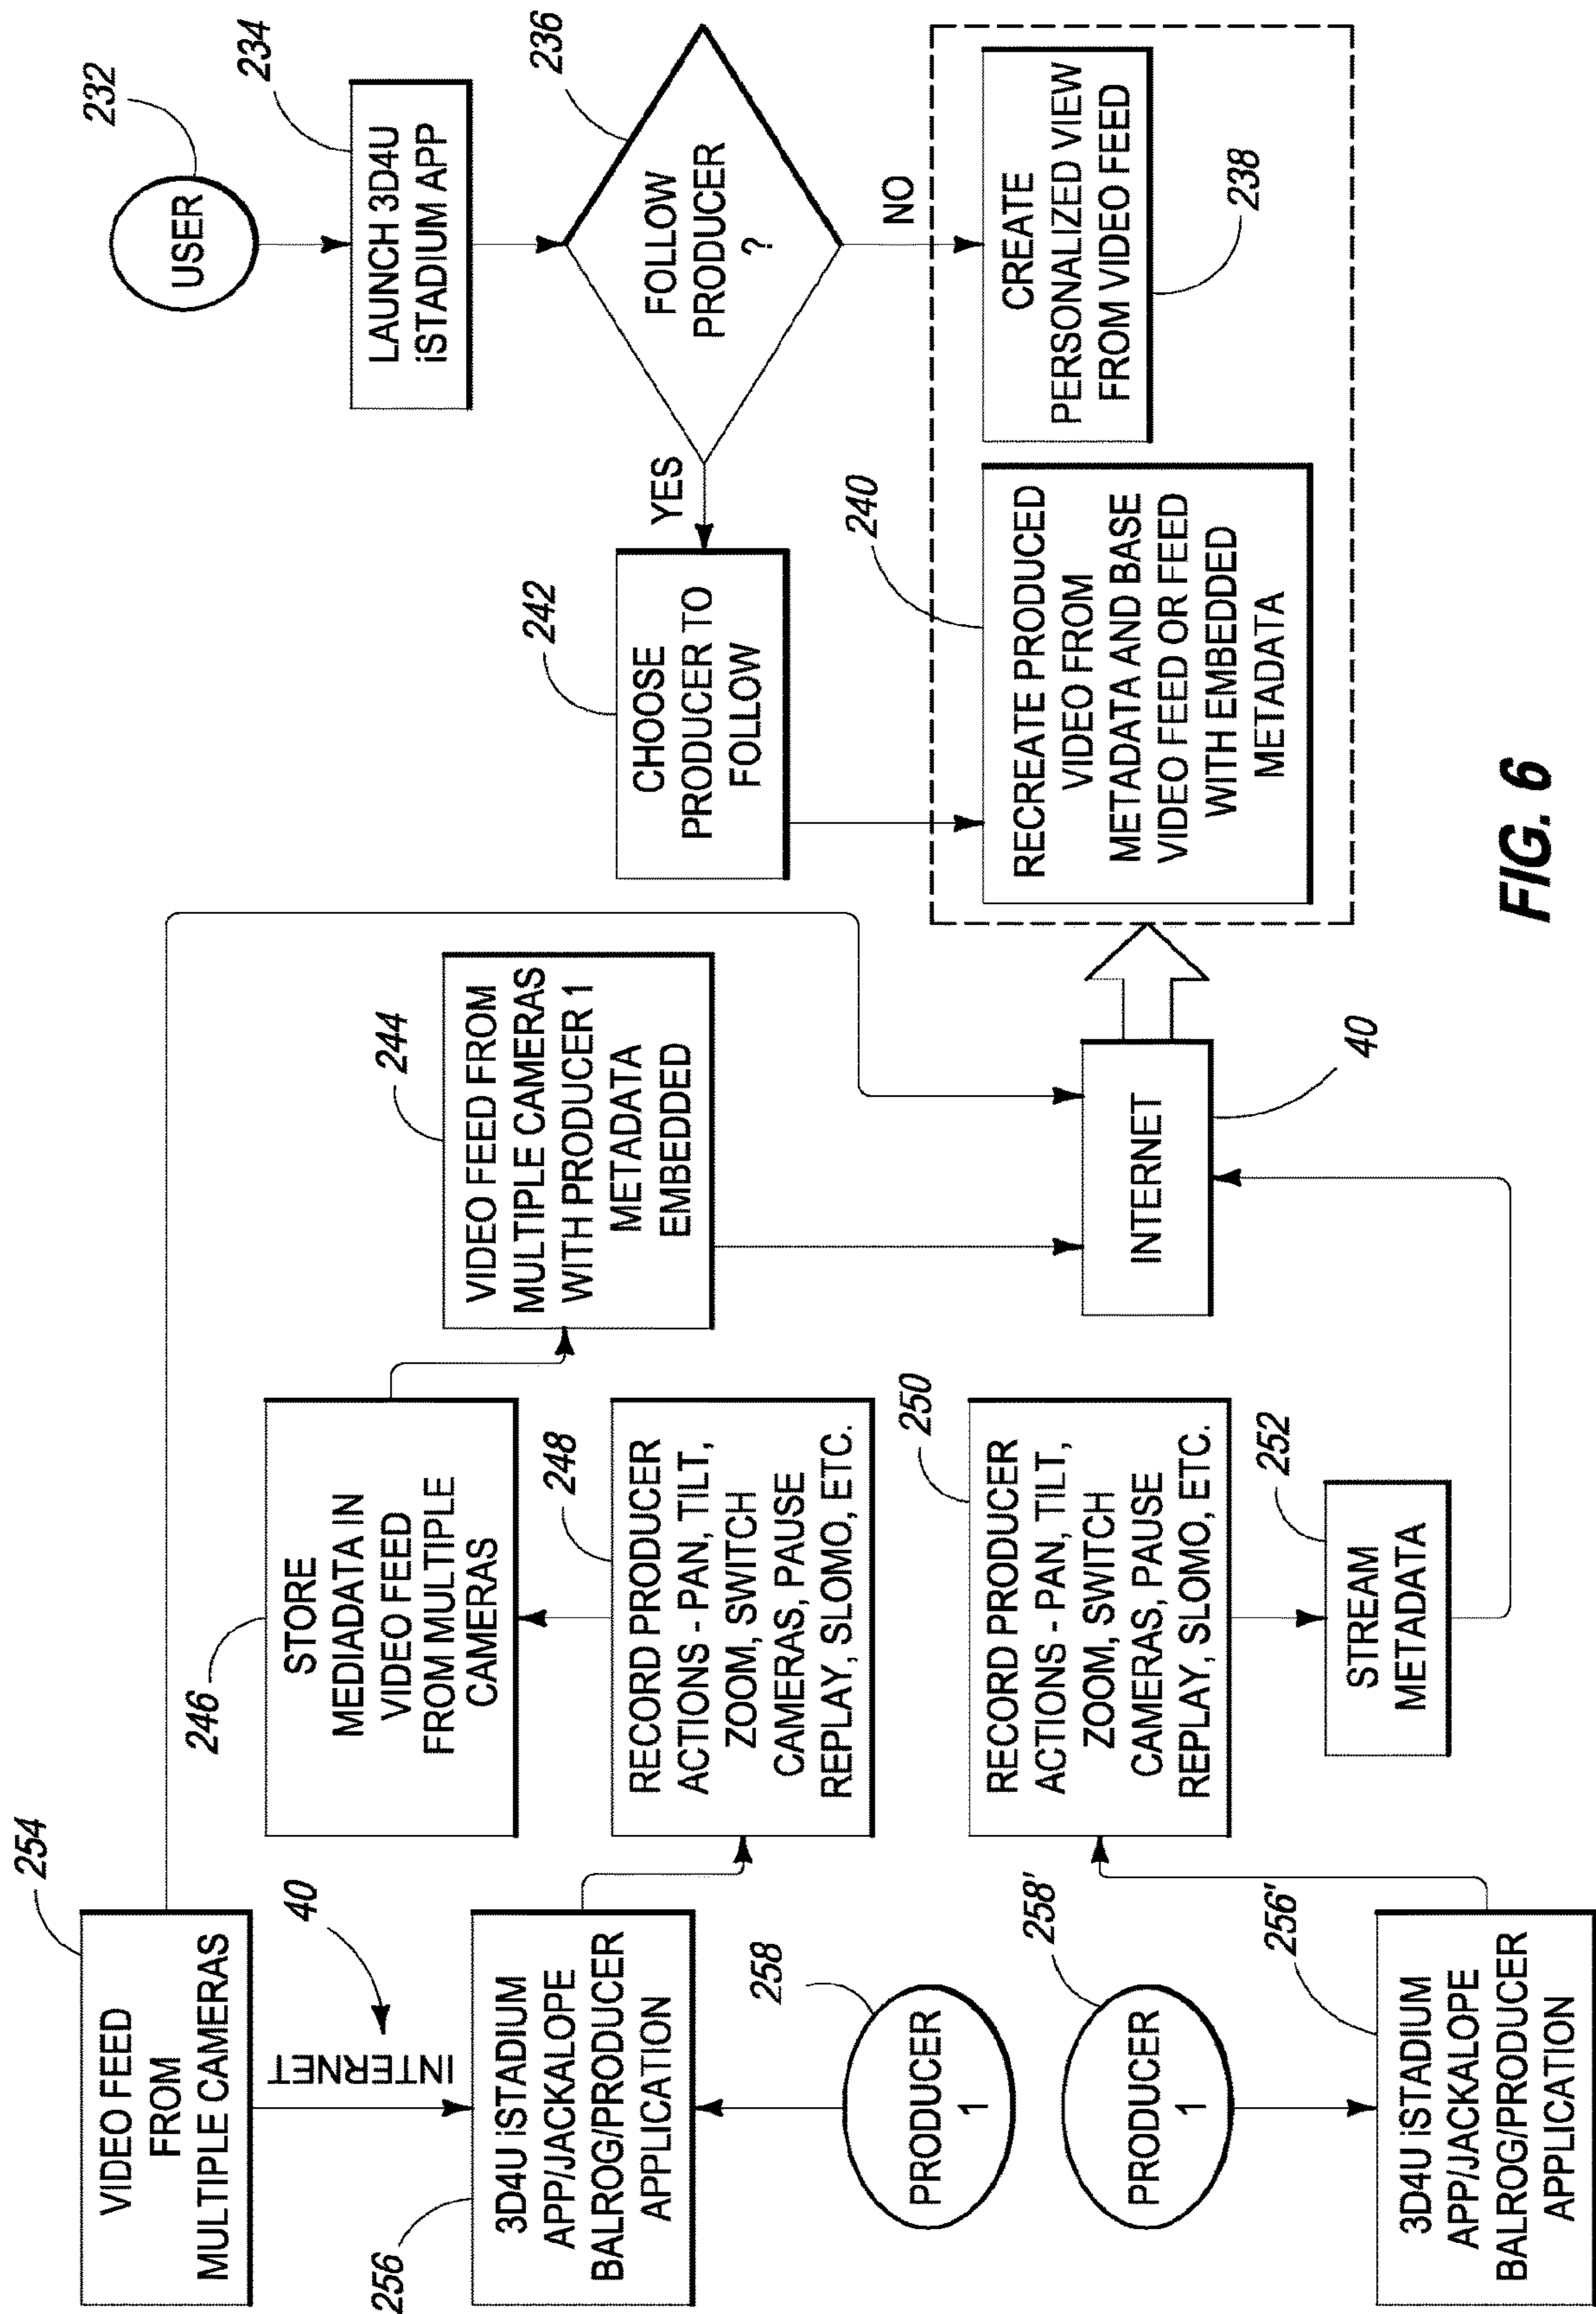 254
VIDEO FEED
FROM
MULTIPLE CAMERAS
INTERNET
40
256
3D4U iSTADIUM
APP/JACKALOPE
BALROG/PRODUCER
APPLICATION
258
PRODUCER
1
258'
PRODUCER
1
256'
3D4U iSTADIUM
APP/JACKALOPE
BALROG/PRODUCER
APPLICATION
246
STORE
MEDIADATA IN
VIDEO FEED
FROM MULTIPLE
CAMERAS
248
RECORD PRODUCER
ACTIONS - PAN, TILT,
ZOOM, SWITCH
CAMERAS, PAUSE
REPLAY, SLOMO, ETC.
250
RECORD PRODUCER
ACTIONS - PAN, TILT,
ZOOM, SWITCH
CAMERAS, PAUSE
REPLAY, SLOMO, ETC.
252
STREAM
METADATA
244
VIDEO FEED FROM
MULTIPLE CAMERAS
WITH PRODUCER 1
METADATA
EMBEDDED
INTERNET
40
232
USER
234
LAUNCH 3D4U
iSTADIUM APP
236
FOLLOW
PRODUCER
?
YES
NO
242
CHOOSE
PRODUCER TO
FOLLOW
240
RECREATE PRODUCED
VIDEO FROM
METADATA AND BASE
VIDEO FEED OR FEED
WITH EMBEDDED
METADATA
CREATE
PERSONALIZED VIEW
FROM VIDEO FEED
238
FIG. 6